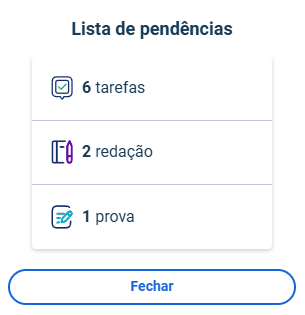 Lista de pendências
6 tarefas
2 redação
1 prova
Fechar